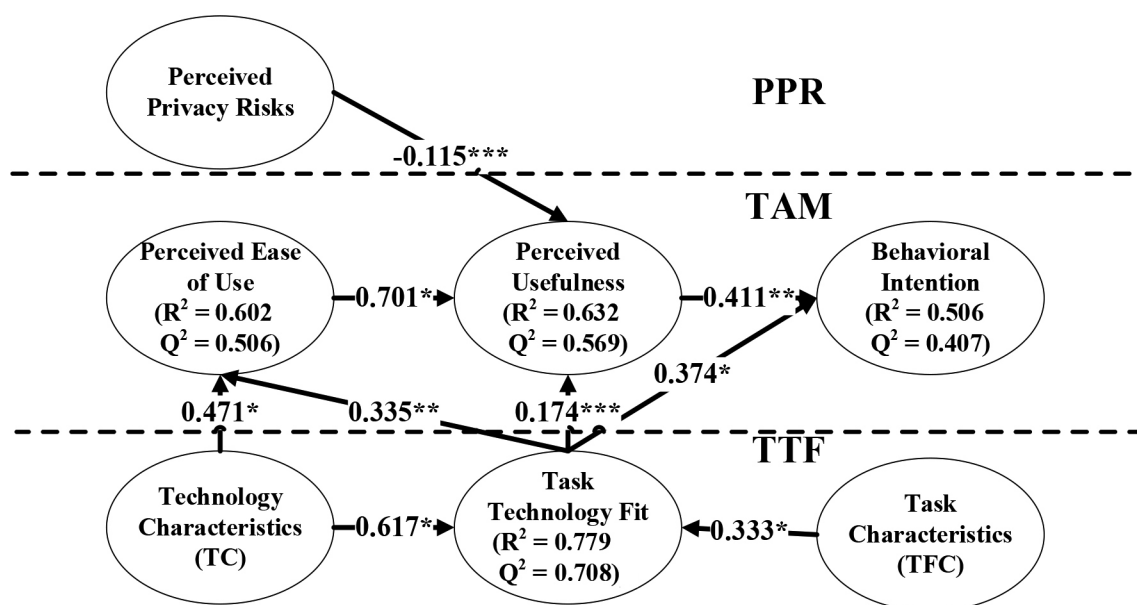 Perceived
Privacy Risks
PPR
-0.115***
TAM
Perceived Ease
of Use
(R² = 0.602
Q² = 0.506)
0.701*
Perceived
Usefulness
(R² = 0.632
Q² = 0.569)
0.411**
Behavioral
Intention
(R² = 0.506
Q² = 0.407)
0.374*
0.471*
0.335**
0.174***
TTF
Technology
Characteristics
(TC)
0.617*
Task
Technology Fit
(R² = 0.779
Q² = 0.708)
0.333*
Task
Characteristics
(TFC)